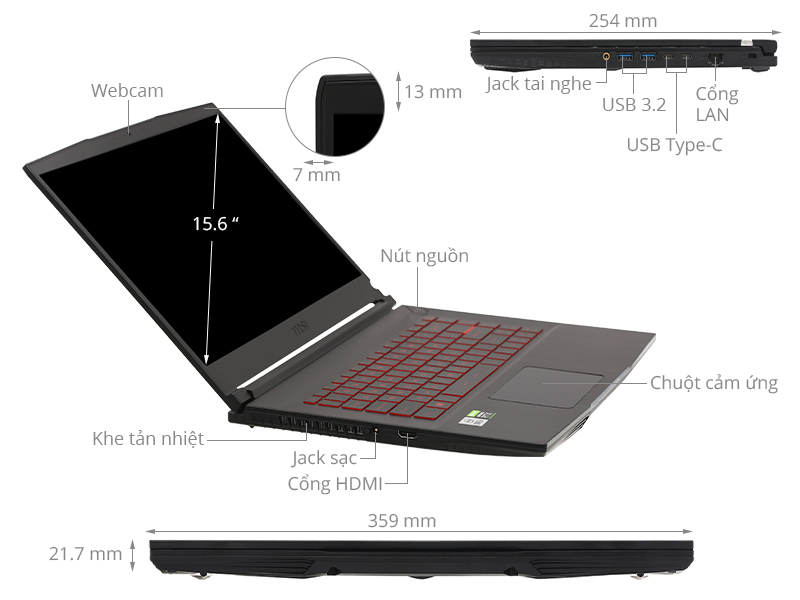 254 mm
Webcam
13 mm
Jack tai nghe
USB 3.2
Cổng
LAN
USB Type-C
7 mm
15.6 “
Nút nguồn
msi
Chuột cảm ứng
Khe tản nhiệt
Jack sạc
Cổng HDMI
359 mm
21.7 mm